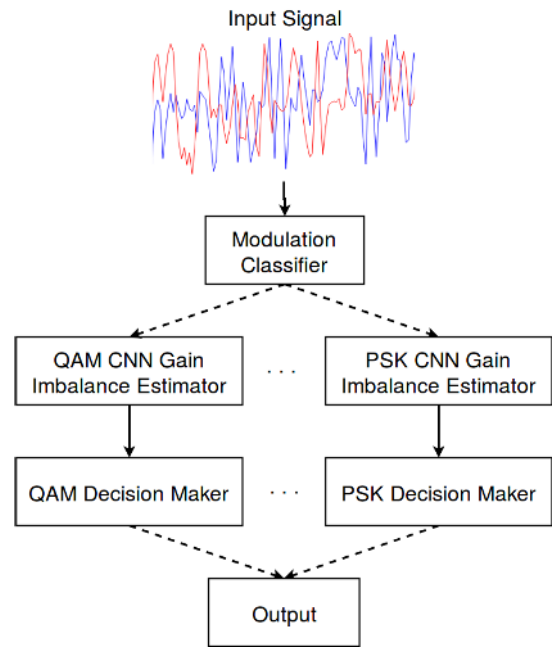 Input Signal
Modulation
Classifier
QAM CNN Gain
Imbalance Estimator
. . .
PSK CNN Gain
Imbalance Estimator
QAM Decision Maker
. . .
PSK Decision Maker
Output